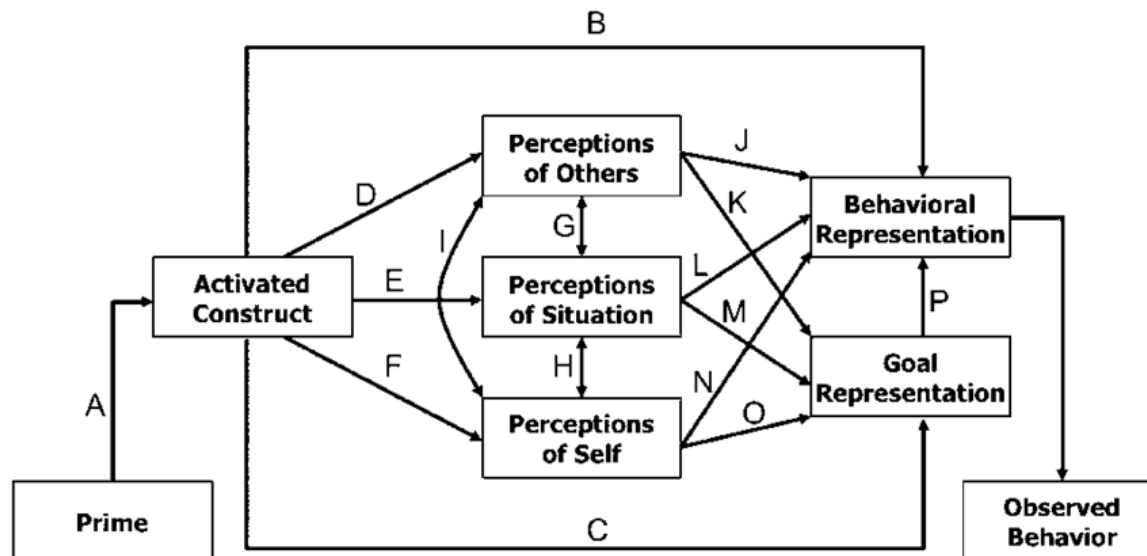 B
Perceptions
of Others
J
D
K
Behavioral
Representation
I
G
L
Activated
Construct
E
Perceptions
of Situation
M
P
F
H
Goal
Representation
A
N
O
Perceptions
of Self
Prime
C
Observed
Behavior